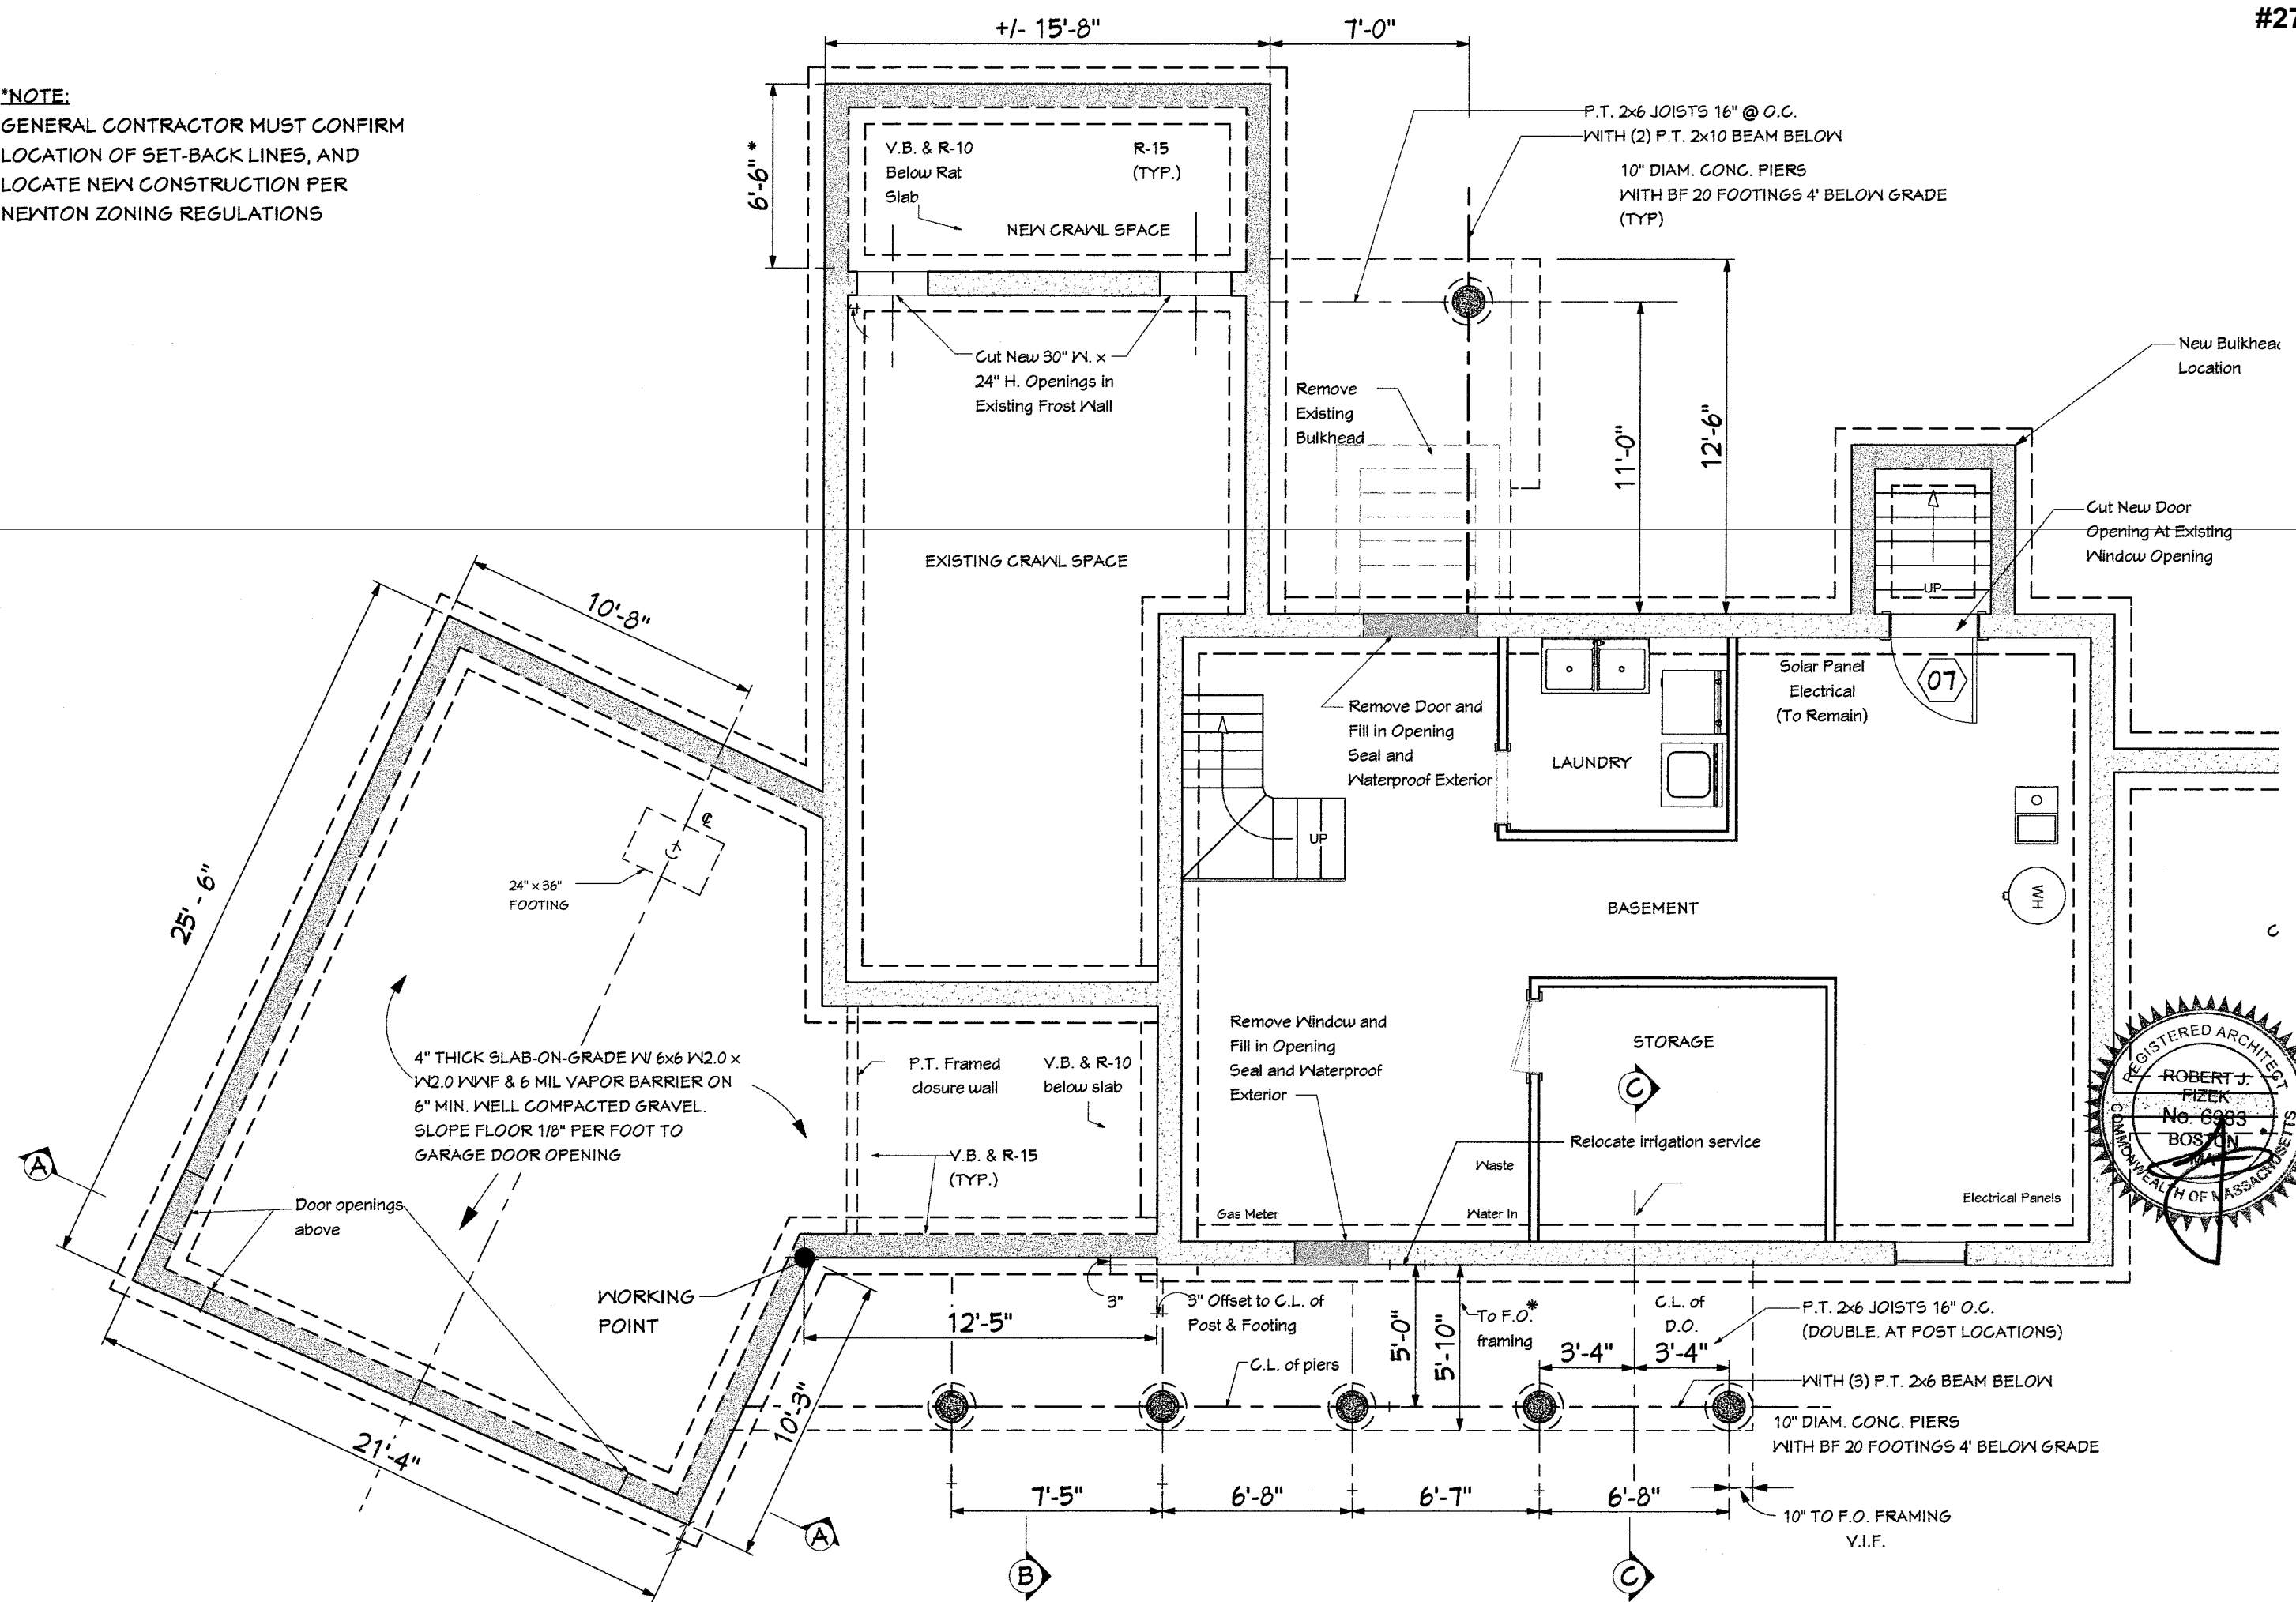 #27
+/- 15'-8"
7'-0"
*NOTE:
GENERAL CONTRACTOR MUST CONFIRM
LOCATION OF SET-BACK LINES, AND
LOCATE NEW CONSTRUCTION PER
NEWTON ZONING REGULATIONS
6'-6" *
V.B. & R-10
Below Rat
Slab
R-15
(TYP.)
NEW CRAWL SPACE
P.T. 2x6 JOISTS 16" @ O.C.
WITH (2) P.T. 2x10 BEAM BELOW
10" DIAM. CONC. PIERS
WITH BF 20 FOOTINGS 4' BELOW GRADE
(TYP)
Cut New 30" W. x
24" H. Openings in
Existing Frost Wall
Remove
Existing
Bulkhead
11'-0"
12'-6"
New Bulkhead
Location
Cut New Door
Opening At Existing
Window Opening
UP
EXISTING CRAWL SPACE
10'-8"
25'-6"
24" x 36"
FOOTING
℄
Remove Door and
Fill in Opening
Seal and
Waterproof Exterior
LAUNDRY
Solar Panel
Electrical
(To Remain)
07
UP
BASEMENT
WH
C
4" THICK SLAB-ON-GRADE W/ 6x6 W2.0 x
W2.0 WWF & 6 MIL VAPOR BARRIER ON
6" MIN. WELL COMPACTED GRAVEL.
SLOPE FLOOR 1/8" PER FOOT TO
GARAGE DOOR OPENING
P.T. Framed
closure wall
V.B. & R-10
below slab
V.B. & R-15
(TYP.)
Remove Window and
Fill in Opening
Seal and Waterproof
Exterior
STORAGE
C
Relocate irrigation service
Waste
Gas Meter
Water In
Electrical Panels
REGISTERED ARCHITECT
ROBERT J.
FIZEK
No. 6983
BOSTON
MA
COMMONWEALTH OF MASSACHUSETTS
A
Door openings
above
WORKING
POINT
3"
3" Offset to C.L. of
Post & Footing
12'-5"
C.L. of piers
5'-0"
5'-10"
To F.O.*
framing
C.L. of
D.O.
3'-4"
3'-4"
P.T. 2x6 JOISTS 16" O.C.
(DOUBLE. AT POST LOCATIONS)
WITH (3) P.T. 2x6 BEAM BELOW
10" DIAM. CONC. PIERS
WITH BF 20 FOOTINGS 4' BELOW GRADE
10'-3"
21'-4"
7'-5"
6'-8"
6'-7"
6'-8"
10" TO F.O. FRAMING
V.I.F.
A
B
C